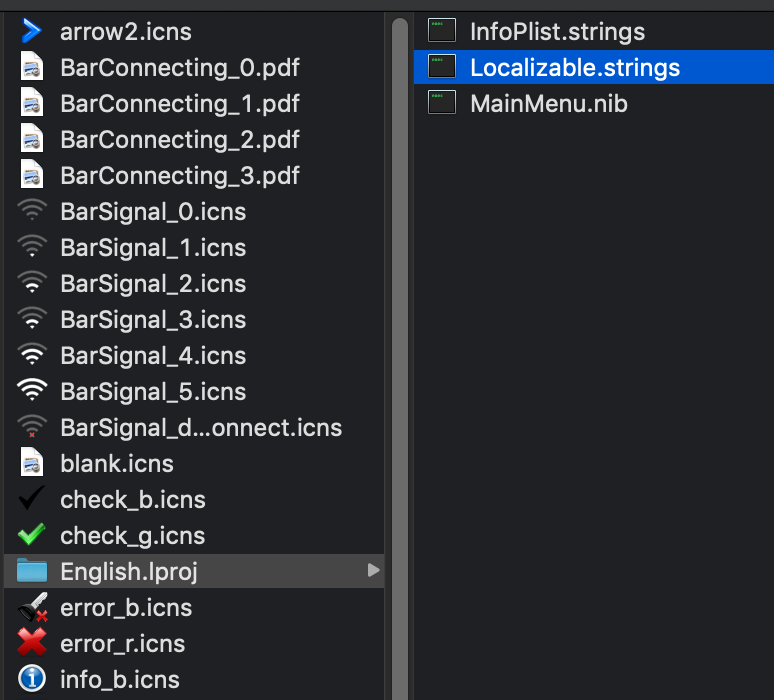 arrow2.icns
BarConnecting_0.pdf
BarConnecting_1.pdf
BarConnecting_2.pdf
BarConnecting_3.pdf
BarSignal_0.icns
BarSignal_1.icns
BarSignal_2.icns
BarSignal_3.icns
BarSignal_4.icns
BarSignal_5.icns
BarSignal_d...onnect.icns
blank.icns
check_b.icns
check_g.icns
English.lproj
error_b.icns
error_r.icns
info_b.icns
InfoPlist.strings
Localizable.strings
MainMenu.nib